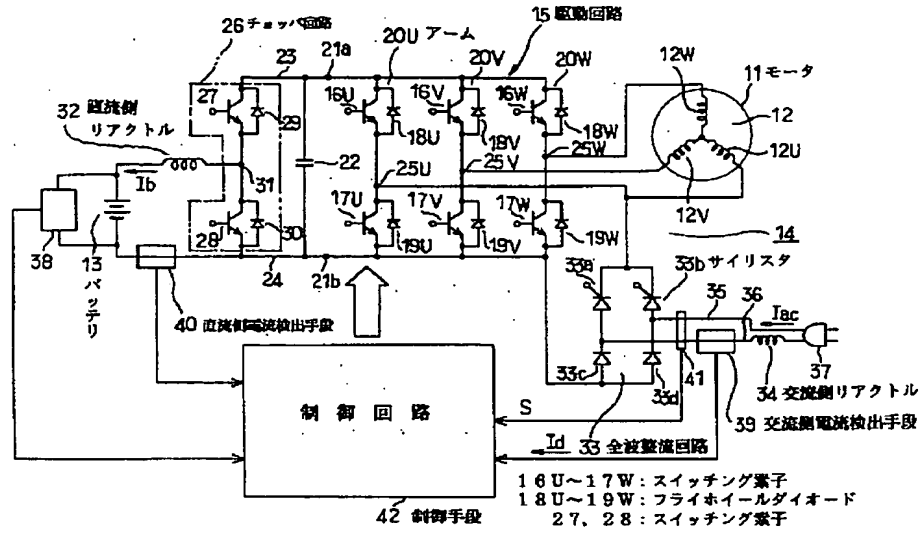 26 チョッパ回路
23
21a
20U アーム
15 駆動回路
20V
20W
12W
11 モータ
27
29
16U
16V
16W
18U
18V
18W
12
12U
32 直流側
リアクトル
22
Ib
31
25U
25V
25W
12V
17U
17V
17W
28
30
19U
19V
19W
14
38
13
バッテリ
24
21b
33a
33b サイリスタ
35
36
Iac
37
40 直流側電流検出手段
33c
33d
41
34 交流側リアクトル
39 交流側電流検出手段
制御回路
S
Id
33 全波整流回路
42 制御手段
16U～17W：スイッチング素子
18U～19W：フライホイールダイオード
27，28：スイッチング素子